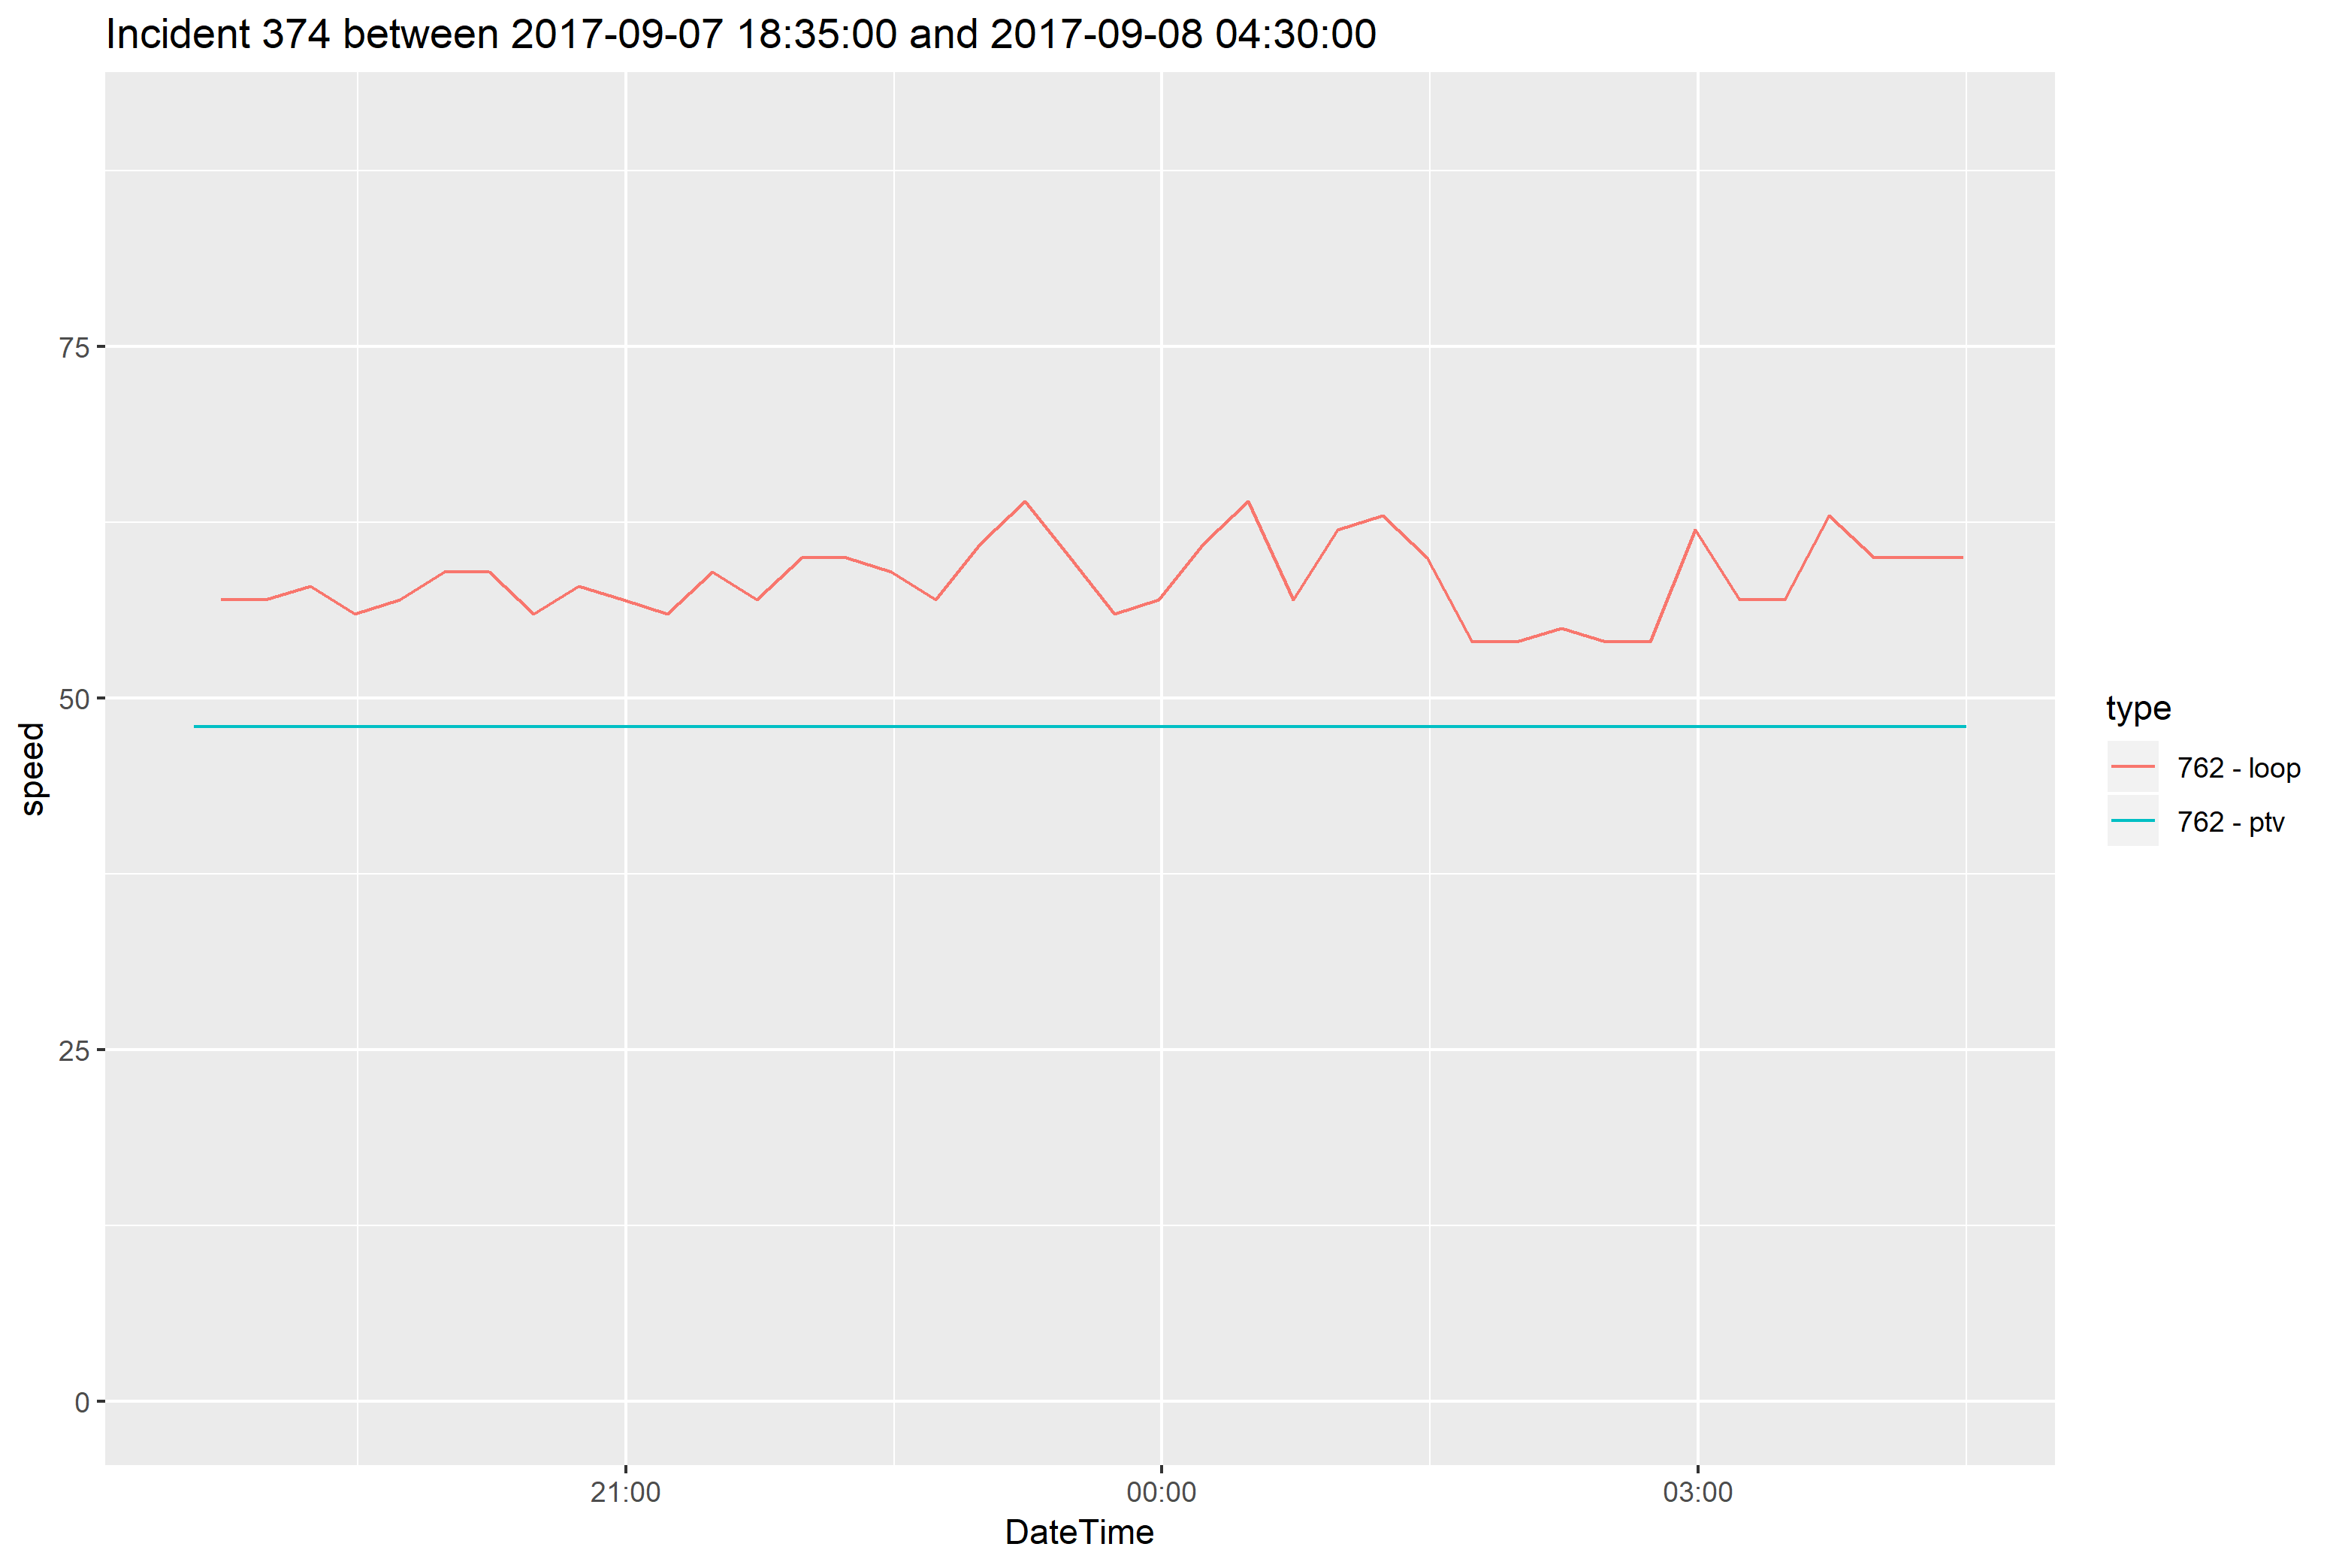 Incident 374 between 2017-09-07 18:35:00 and 2017-09-08 04:30:00
75
50
25
0
speed
21:00
00:00
03:00
DateTime
type
762 - loop
762 - ptv